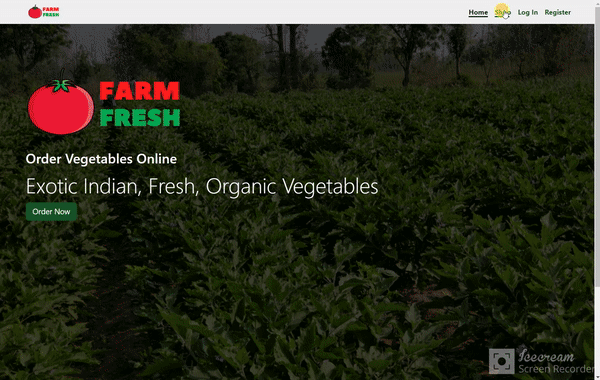 FARM
FRESH
Home Shop Log In Register
FARM
FRESH
Order Vegetables Online
Exotic Indian, Fresh, Organic Vegetables
Order Now
Icecream
Screen Recorder